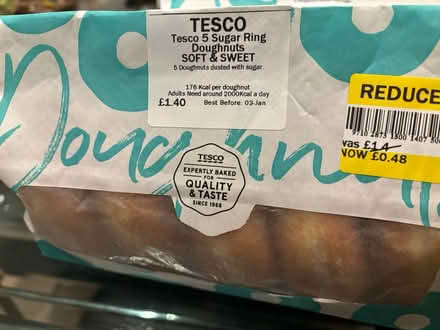 TESCO
Tesco 5 Sugar Ring
Doughnuts
SOFT & SWEET
5 Doughnuts dusted with sugar.
176 Kcal per doughnut
Adults Need around 2000Kcal a day
£1.40 Best Before: 03-Jan
REDUCE
was £1.4
NOW £0.48
Doughnu
TESCO
EXPERTLY BAKED
FOR
QUALITY
& TASTE
SINCE 1968